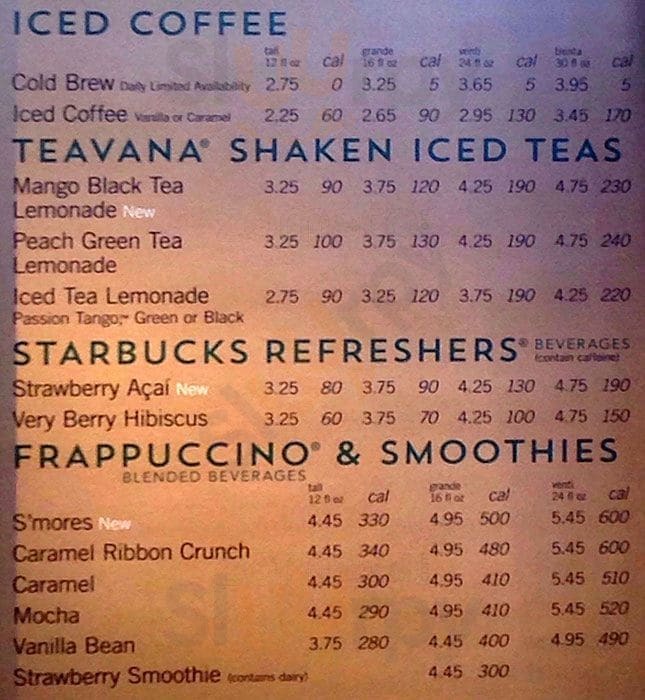 ICED COFFEE
tall grande venti trenta
12 fl oz cal 16 fl oz cal 24 fl oz cal 30 fl oz cal
Cold Brew Daily Limited Availability 2.75 0 3.25 5 3.65 5 3.95 5
Iced Coffee Vanilla or Caramel 2.25 60 2.65 90 2.95 130 3.45 170
TEAVANA® SHAKEN ICED TEAS
Mango Black Tea 3.25 90 3.75 120 4.25 190 4.75 230
Lemonade New
Peach Green Tea 3.25 100 3.75 130 4.25 190 4.75 240
Lemonade
Iced Tea Lemonade 2.75 90 3.25 120 3.75 190 4.25 220
Passion Tango,™ Green or Black
STARBUCKS REFRESHERS® BEVERAGES
(contain caffeine)
Strawberry Açaí New 3.25 80 3.75 90 4.25 130 4.75 190
Very Berry Hibiscus 3.25 60 3.75 70 4.25 100 4.75 150
FRAPPUCCINO® & SMOOTHIES
BLENDED BEVERAGES
tall grande venti
12 fl oz cal 16 fl oz cal 24 fl oz cal
S'mores New 4.45 330 4.95 500 5.45 600
Caramel Ribbon Crunch 4.45 340 4.95 480 5.45 600
Caramel 4.45 300 4.95 410 5.45 510
Mocha 4.45 290 4.95 410 5.45 520
Vanilla Bean 3.75 280 4.45 400 4.95 490
Strawberry Smoothie (contains dairy) 4.45 300